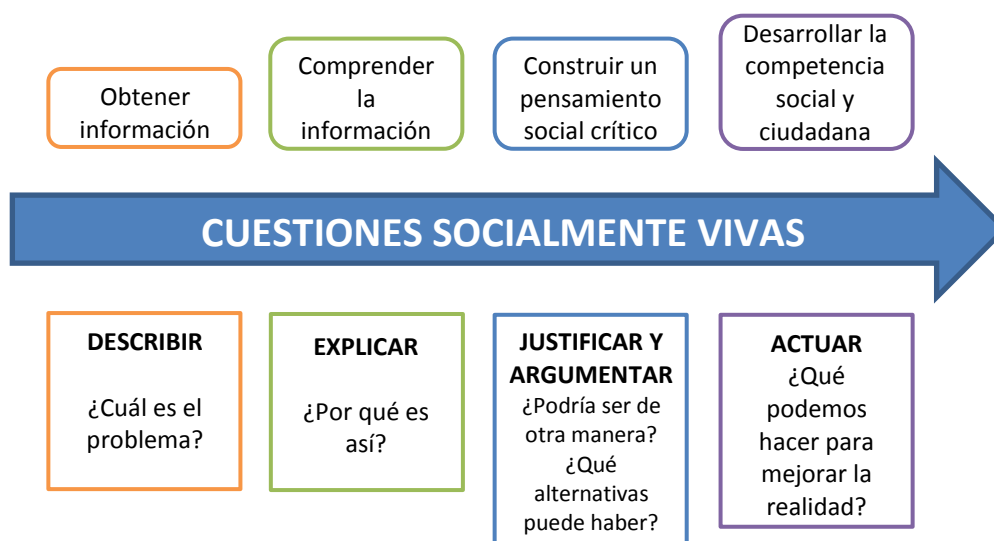 Obtener
información
Comprender
la
información
Construir un
pensamiento
social crítico
Desarrollar la
competencia
social y
ciudadana
CUESTIONES SOCIALMENTE VIVAS
DESCRIBIR
¿Cuál es el
problema?
EXPLICAR
¿Por qué es
así?
JUSTIFICAR Y
ARGUMENTAR
¿Podría ser de
otra manera?
¿Qué
alternativas
puede haber?
ACTUAR
¿Qué
podemos
hacer para
mejorar la
realidad?